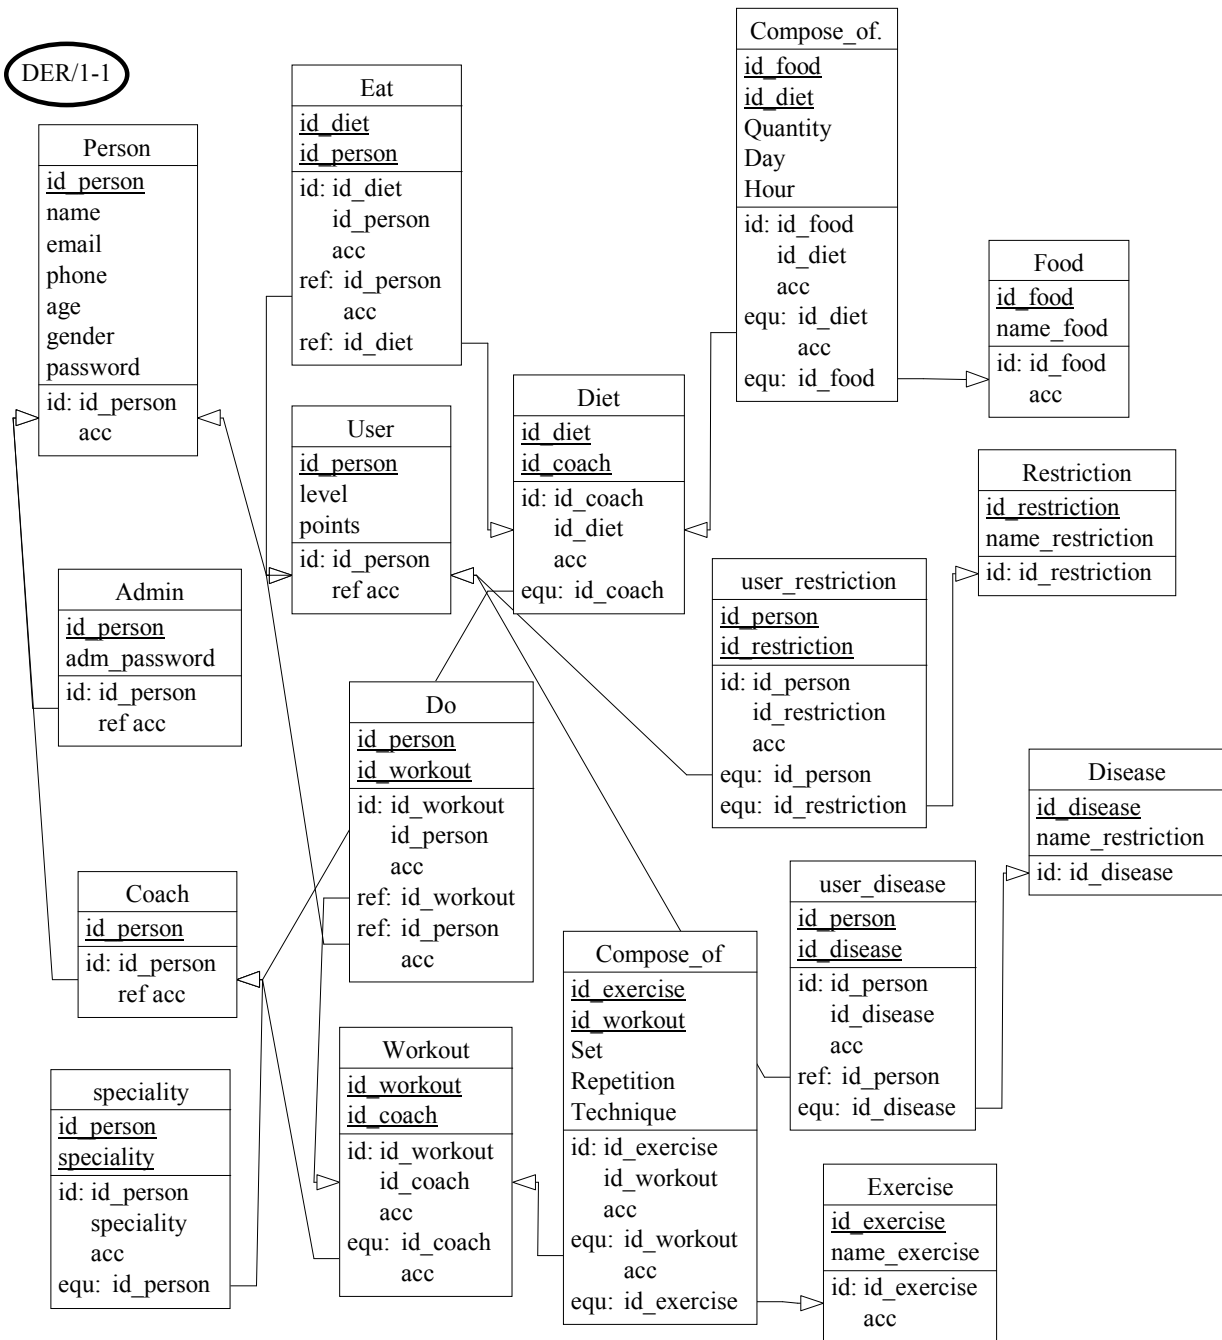 DER/1-1
Person
id_person
name
email
phone
age
gender
password
id: id_person
acc
Eat
id_diet
id_person
id: id_diet
id_person
acc
ref: id_person
acc
ref: id_diet
Compose_of.
id_food
id_diet
Quantity
Day
Hour
id: id_food
id_diet
acc
equ: id_diet
acc
equ: id_food
Food
id_food
name_food
id: id_food
acc
User
id_person
level
points
id: id_person
ref acc
Diet
id_diet
id_coach
id: id_coach
id_diet
acc
equ: id_coach
Restriction
id_restriction
name_restriction
id: id_restriction
Admin
id_person
adm_password
id: id_person
ref acc
user_restriction
id_person
id_restriction
id: id_person
id_restriction
acc
equ: id_person
equ: id_restriction
Do
id_person
id_workout
id: id_workout
id_person
acc
ref: id_workout
ref: id_person
acc
Disease
id_disease
name_restriction
id: id_disease
Coach
id_person
id: id_person
ref acc
user_disease
id_person
id_disease
id: id_person
id_disease
acc
ref: id_person
equ: id_disease
Compose_of
id_exercise
id_workout
Set
Repetition
Technique
id: id_exercise
id_workout
acc
equ: id_workout
acc
equ: id_exercise
Workout
id_workout
id_coach
id: id_workout
id_coach
acc
equ: id_coach
acc
speciality
id_person
speciality
id: id_person
speciality
acc
equ: id_person
Exercise
id_exercise
name_exercise
id: id_exercise
acc